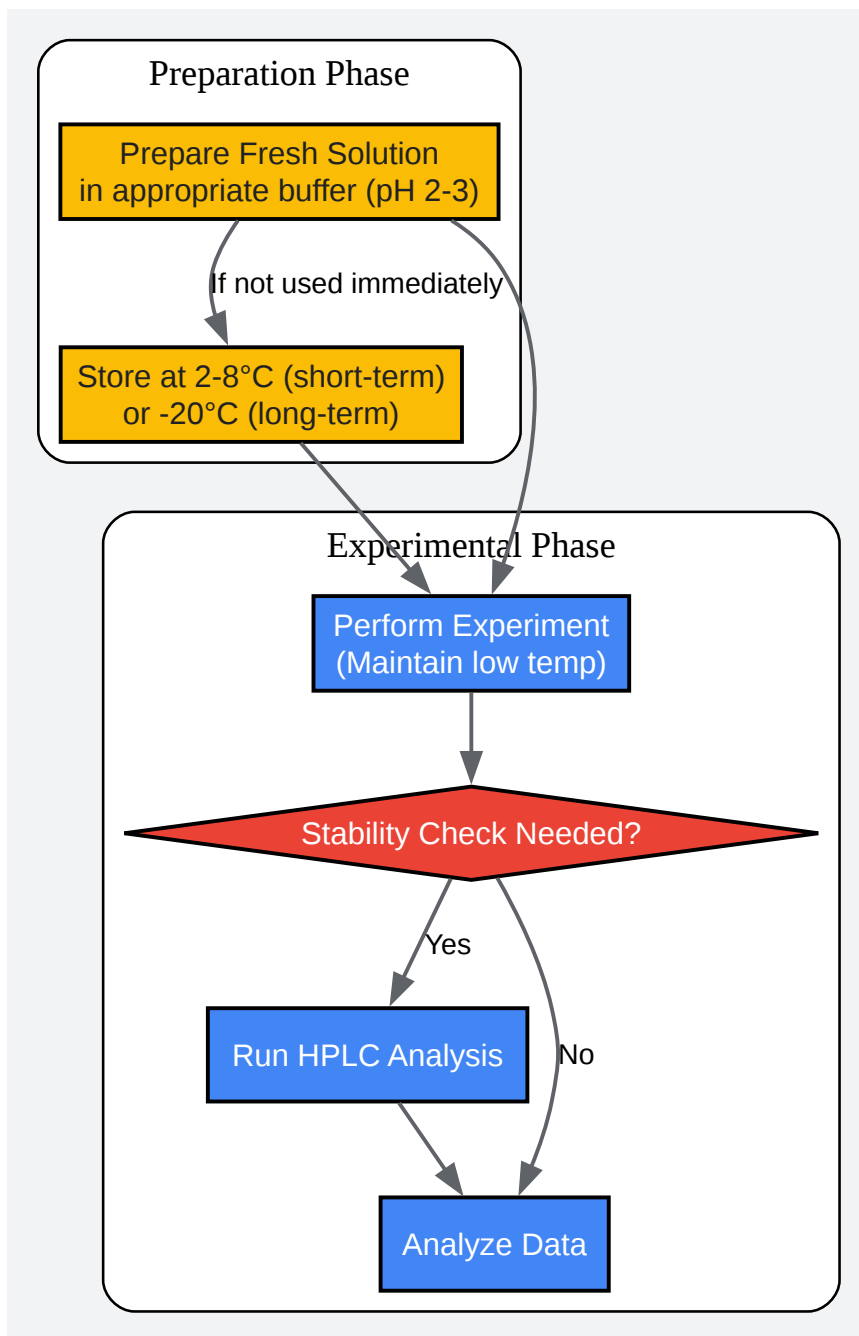 Preparation Phase
Prepare Fresh Solution
in appropriate buffer (pH 2-3)
If not used immediately
Store at 2-8°C (short-term)
or -20°C (long-term)
Experimental Phase
Perform Experiment
(Maintain low temp)
Stability Check Needed?
Yes
Run HPLC Analysis
No
Analyze Data